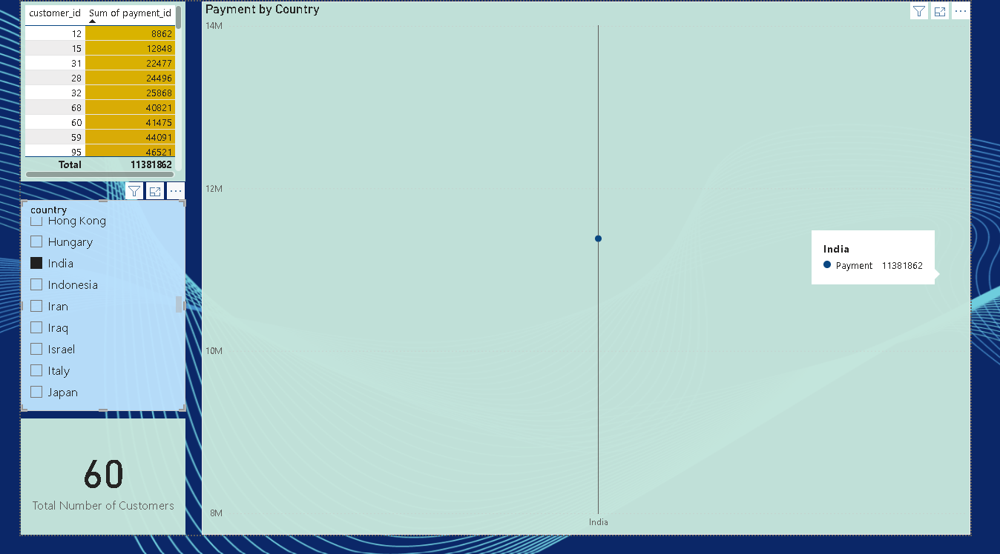 customer_id Sum of payment_id
12 8862
15 12848
31 22477
28 24496
32 25868
68 40821
60 41475
59 44091
95 46521
Total 11381862
country
Hong Kong
Hungary
India
Indonesia
Iran
Iraq
Israel
Italy
Japan
60
Total Number of Customers
Payment by Country
14M
12M
10M
8M
India
India
Payment 11381862